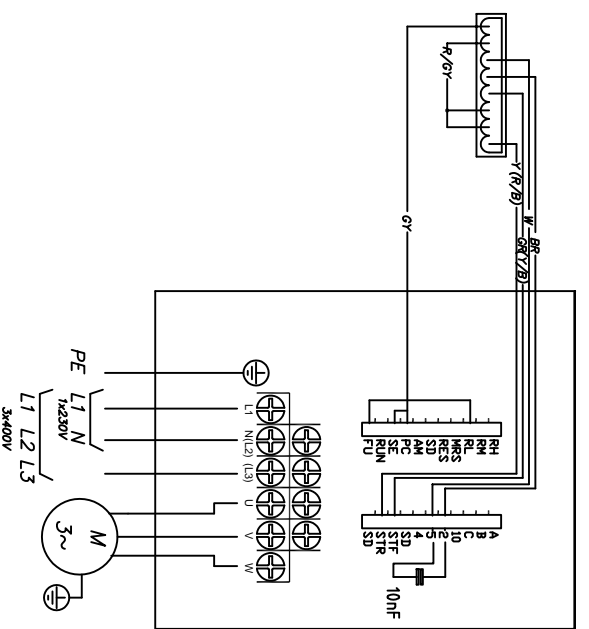 R/GY
Y(R/B)
W
BR
GR(Y/B)
GY
PE
L1 N
1x230V
L1 L2 L3
3x400V
L1
N(L2)
(L3)
U
V
W
M
3~
RH
RM
RL
MRS
RES
SD
AM
PC
SE
RUN
FU
A
B
C
10
2
5
4
SD
STF
STR
SD
10nF